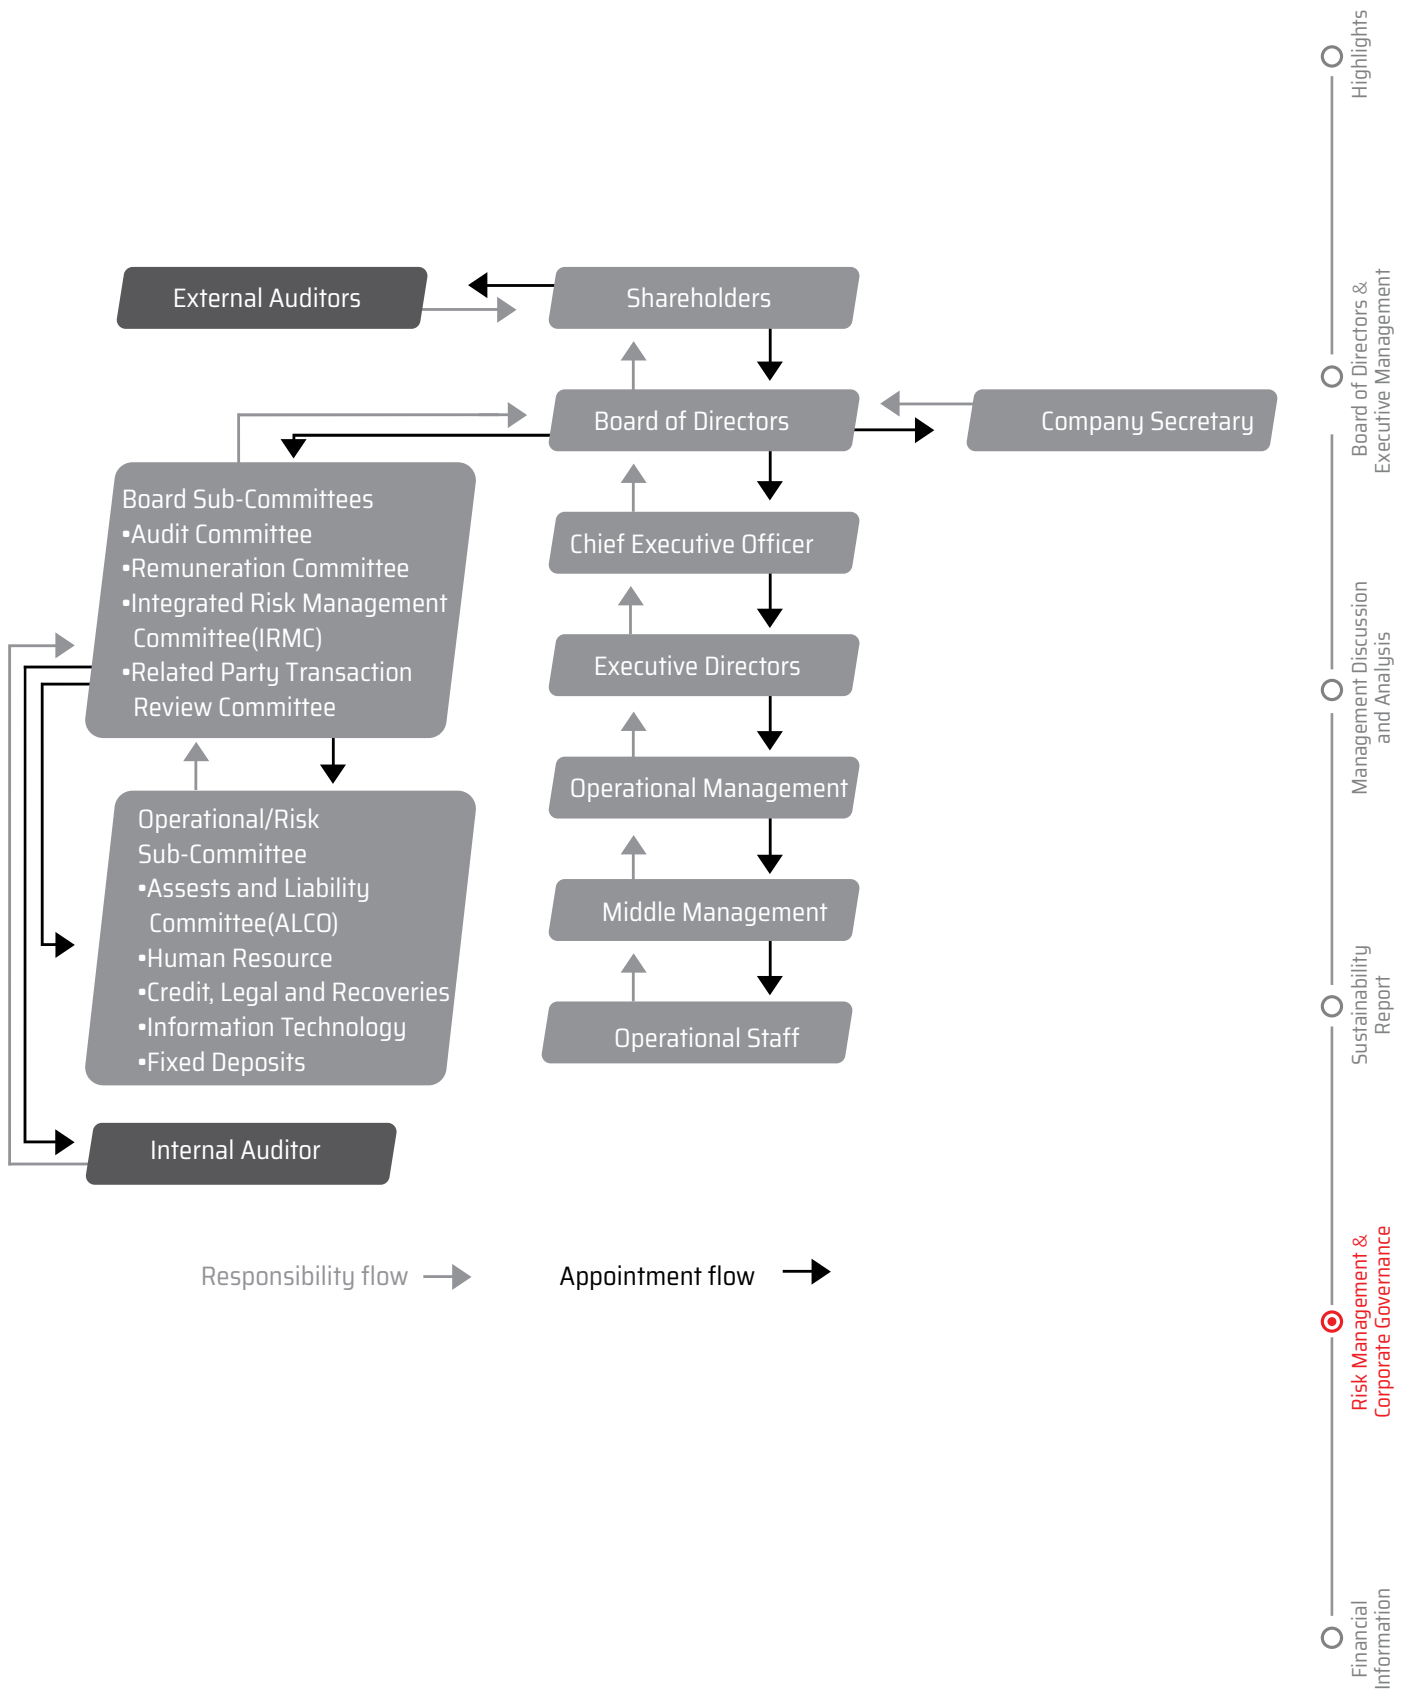 External Auditors
Shareholders
Board of Directors
Company Secretary
Board Sub-Committees
•Audit Committee
•Remuneration Committee
•Integrated Risk Management
Committee(IRMC)
•Related Party Transaction
Review Committee
Chief Executive Officer
Executive Directors
Operational Management
Middle Management
Operational Staff
Operational/Risk
Sub-Committee
•Assests and Liability
Committee(ALCO)
•Human Resource
•Credit, Legal and Recoveries
•Information Technology
•Fixed Deposits
Internal Auditor
Responsibility flow
Appointment flow
Highlights
Board of Directors &
Executive Management
Management Discussion
and Analysis
Sustainability
Report
Risk Management &
Corporate Governance
Financial
Information